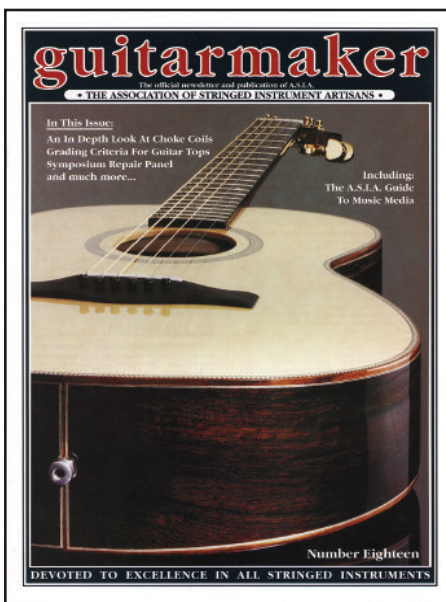 guitarmaker
The official newsletter and publication of A.S.I.A.
• THE ASSOCIATION OF STRINGED INSTRUMENT ARTISANS •
In This Issue:
An In Depth Look At Choke Coils
Grading Criteria For Guitar Tops
Symposium Repair Panel
and much more...
Including:
The A.S.I.A. Guide
To Music Media
Number Eighteen
DEVOTED TO EXCELLENCE IN ALL STRINGED INSTRUMENTS